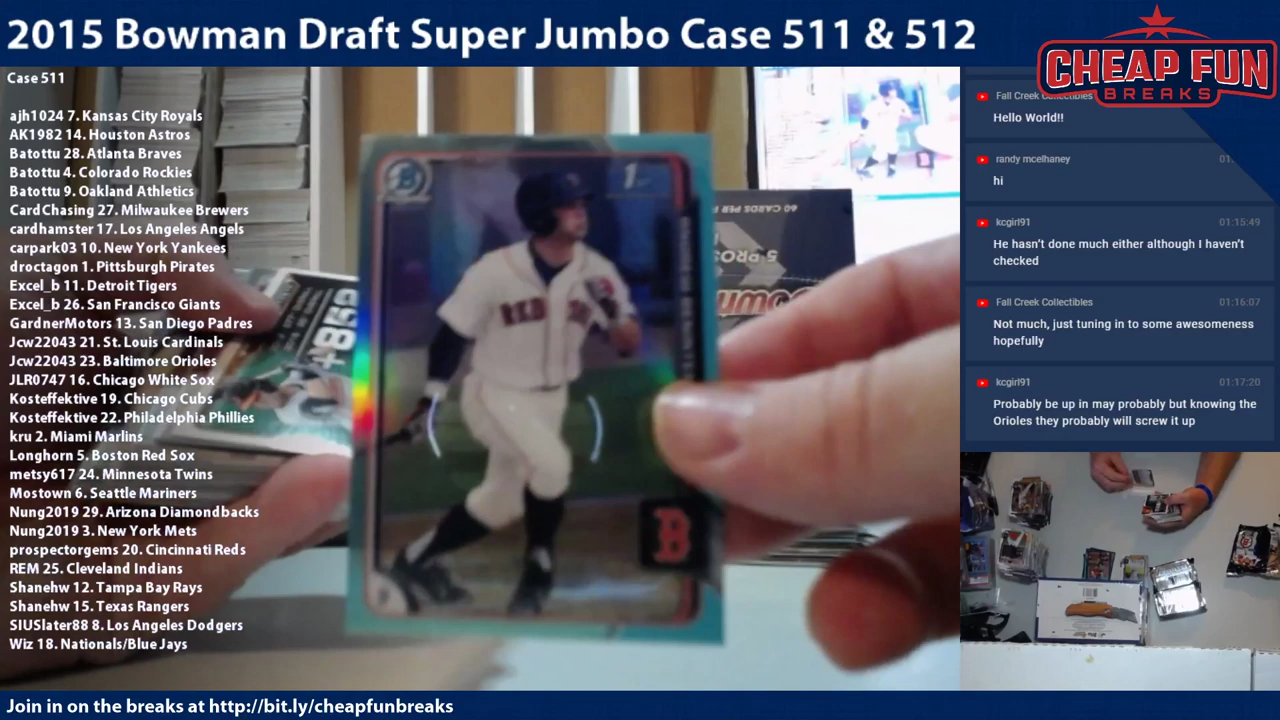 2015 Bowman Draft Super Jumbo Case 511 & 512
CHEAP FUN
BREAKS
Case 511
ajh1024 7. Kansas City Royals
AK1982 14. Houston Astros
Batottu 28. Atlanta Braves
Batottu 4. Colorado Rockies
Batottu 9. Oakland Athletics
CardChasing 27. Milwaukee Brewers
cardhamster 17. Los Angeles Angels
carpark03 10. New York Yankees
droctagon 1. Pittsburgh Pirates
Excel_b 11. Detroit Tigers
Excel_b 26. San Francisco Giants
GardnerMotors 13. San Diego Padres
Jcw22043 21. St. Louis Cardinals
Jcw22043 23. Baltimore Orioles
JLR0747 16. Chicago White Sox
Kosteffektive 19. Chicago Cubs
Kosteffektive 22. Philadelphia Phillies
kru 2. Miami Marlins
Longhorn 5. Boston Red Sox
metsy617 24. Minnesota Twins
Mostown 6. Seattle Mariners
Nung2019 29. Arizona Diamondbacks
Nung2019 3. New York Mets
prospectorgems 20. Cincinnati Reds
REM 25. Cleveland Indians
Shanehw 12. Tampa Bay Rays
Shanehw 15. Texas Rangers
SIUSlater88 8. Los Angeles Dodgers
Wiz 18. Nationals/Blue Jays
B
1st
RED
B
60 CARDS PER
5 PROS
Fall Creek Collectibles
Hello World!!
randy mcelhaney
hi
kcgirl91 01:15:49
He hasn't done much either although I haven't
checked
Fall Creek Collectibles 01:16:07
Not much, just tuning in to some awesomeness
hopefully
kcgirl91 01:17:20
Probably be up in may probably but knowing the
Orioles they probably will screw it up
Join in on the breaks at http://bit.ly/cheapfunbreaks